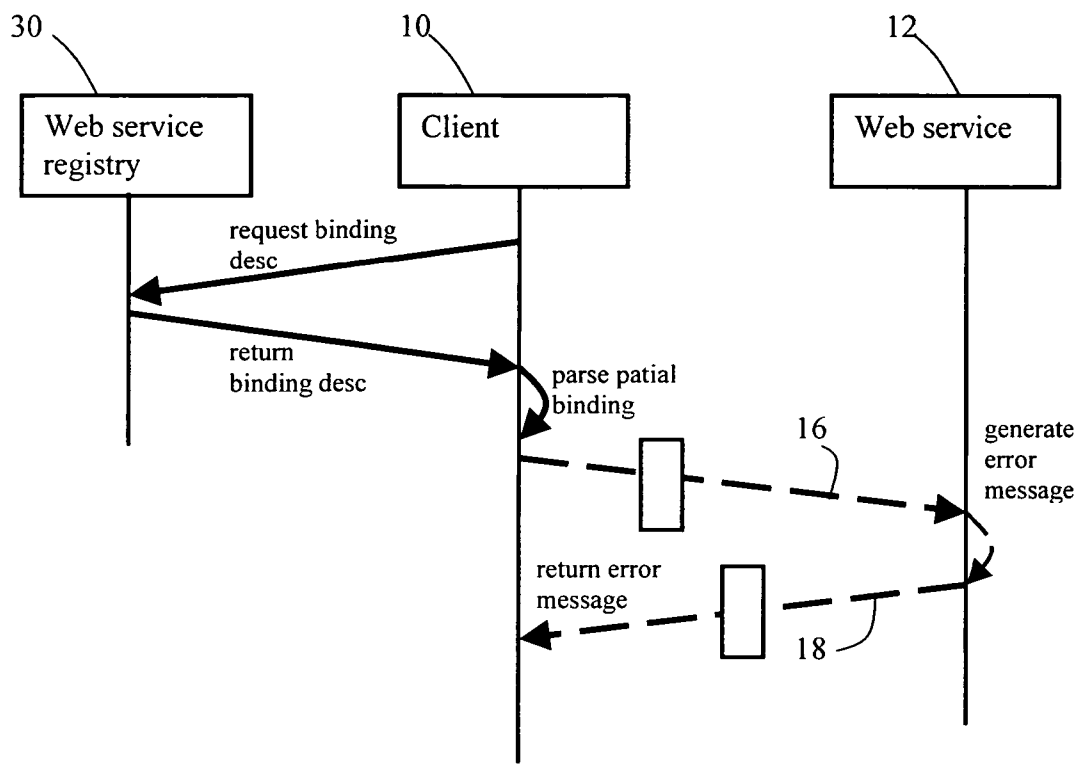 30
10
12
Web service
registry
Client
Web service
request binding
desc
return
binding desc
parse patial
binding
16
generate
error
message
return error
message
18